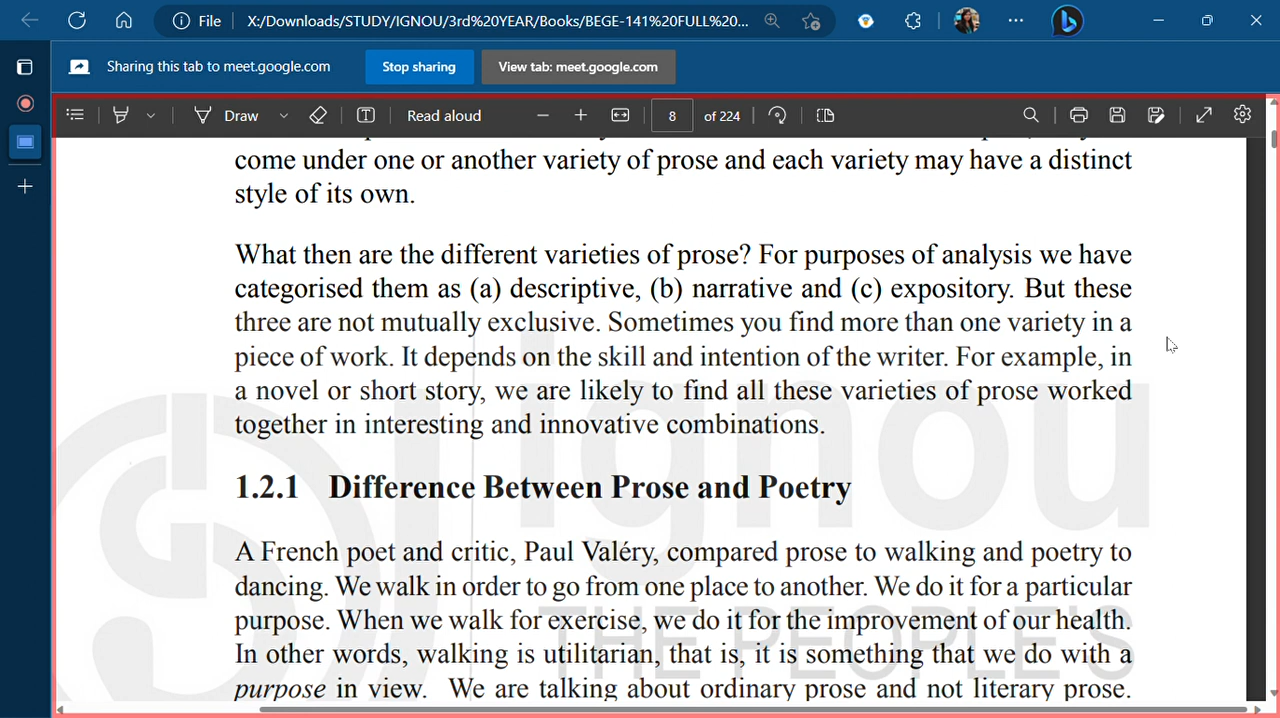 File
X:/Downloads/STUDY/IGNOU/3rd%20YEAR/Books/BEGE-141%20FULL%20...
Sharing this tab to meet.google.com
Stop sharing
View tab: meet.google.com
Draw
Read aloud
8
of 224
come under one or another variety of prose and each variety may have a distinct
style of its own.
What then are the different varieties of prose? For purposes of analysis we have
categorised them as (a) descriptive, (b) narrative and (c) expository. But these
three are not mutually exclusive. Sometimes you find more than one variety in a
piece of work. It depends on the skill and intention of the writer. For example, in
a novel or short story, we are likely to find all these varieties of prose worked
together in interesting and innovative combinations.
1.2.1 Difference Between Prose and Poetry
A French poet and critic, Paul Valéry, compared prose to walking and poetry to
dancing. We walk in order to go from one place to another. We do it for a particular
purpose. When we walk for exercise, we do it for the improvement of our health.
In other words, walking is utilitarian, that is, it is something that we do with a
purpose in view. We are talking about ordinary prose and not literary prose.
ignou
THE PEOPLE'S